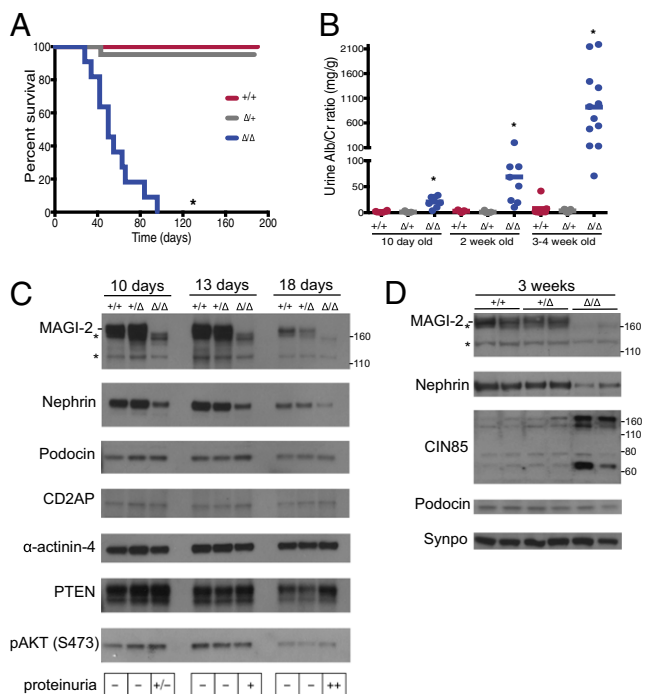 A
Percent survival
100
80
60
40
20
0
0 40 80 120 160 200
Time (days)
+/+
Δ/+
Δ/Δ
*
B
Urine Alb/Cr ratio (mg/g)
2100
1600
1100
600
100
100
50
0
* * *
+/+ Δ/+ Δ/Δ +/+ Δ/+ Δ/Δ +/+ Δ/+ Δ/Δ
10 day old 2 week old 3-4 week old
C
10 days 13 days 18 days
+/+ +/Δ Δ/Δ +/+ +/Δ Δ/Δ +/+ +/Δ Δ/Δ
MAGI-2
*
*
160
110
Nephrin
Podocin
CD2AP
α-actinin-4
PTEN
pAKT (S473)
proteinuria – – +/– – – + – – ++
D
3 weeks
+/+ +/Δ Δ/Δ
MAGI-2
*
*
160
110
Nephrin
CIN85
160
110
80
60
Podocin
Synpo